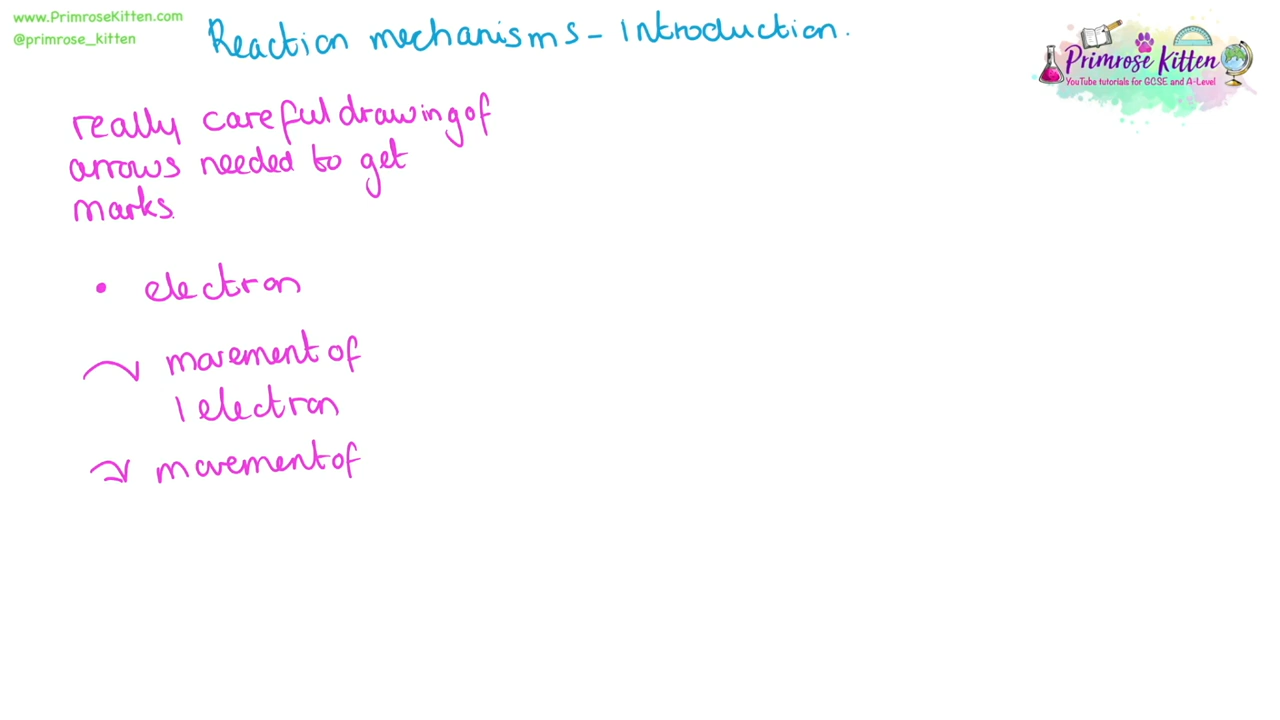 www.PrimroseKitten.com
@primrose_kitten
Reaction mechanisms - Introduction.
Primrose Kitten
YouTube tutorials for GCSE and A-Level
really careful drawing of
arrows needed to get
marks.
• electron
movement of
1 electron
movement of